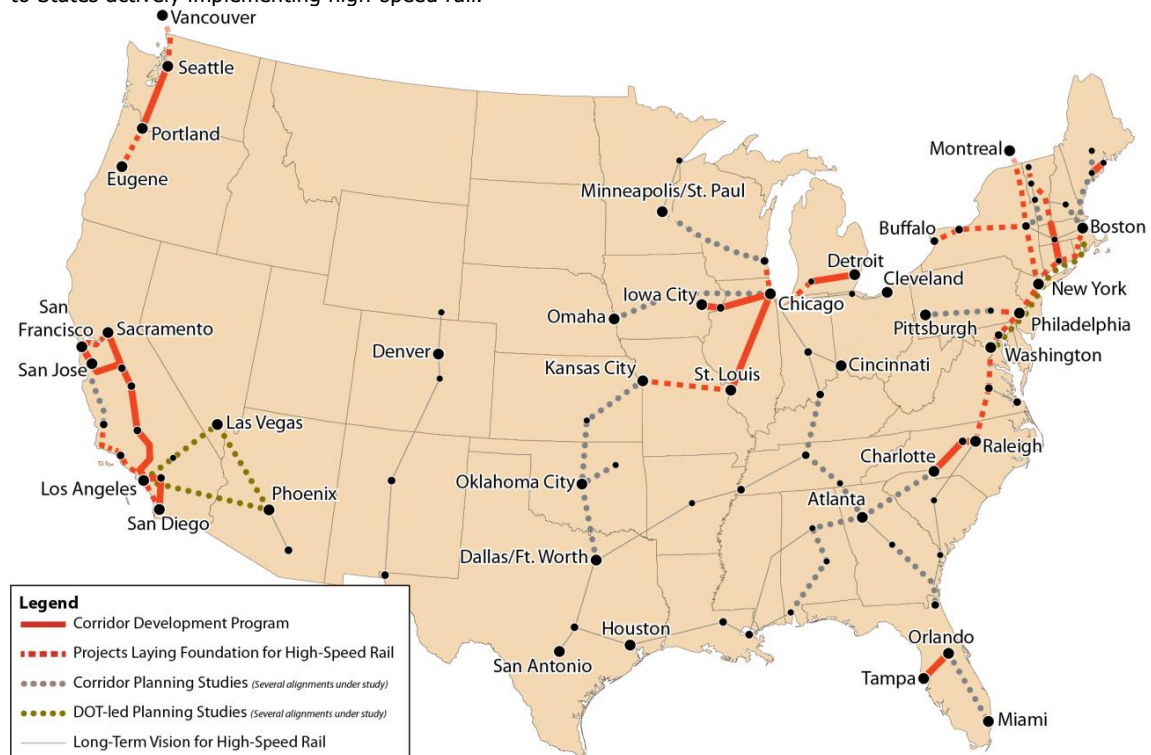 to States actively implementing high-speed rail.
Vancouver
Seattle
Portland
Eugene
Montreal
Minneapolis/St. Paul
Buffalo
Boston
Detroit
Cleveland
New York
Iowa City
Chicago
Omaha
Pittsburgh
Philadelphia
Washington
San
Francisco
Sacramento
San Jose
Denver
Kansas City
St. Louis
Cincinnati
Las Vegas
Raleigh
Charlotte
Los Angeles
Phoenix
Oklahoma City
Atlanta
San Diego
Dallas/Ft. Worth
Houston
San Antonio
Orlando
Tampa
Miami
Legend
Corridor Development Program
Projects Laying Foundation for High-Speed Rail
Corridor Planning Studies (Several alignments under study)
DOT-led Planning Studies (Several alignments under study)
Long-Term Vision for High-Speed Rail